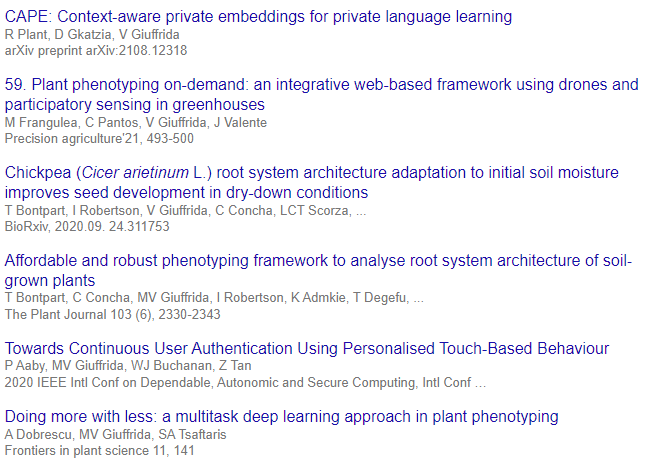 CAPE: Context-aware private embeddings for private language learning
R Plant, D Gkatzia, V Giuffrida
arXiv preprint arXiv:2108.12318
59. Plant phenotyping on-demand: an integrative web-based framework using drones and
participatory sensing in greenhouses
M Frangulea, C Pantos, V Giuffrida, J Valente
Precision agriculture'21, 493-500
Chickpea (Cicer arietinum L.) root system architecture adaptation to initial soil moisture
improves seed development in dry-down conditions
T Bontpart, I Robertson, V Giuffrida, C Concha, LCT Scorza, ...
BioRxiv, 2020.09. 24.311753
Affordable and robust phenotyping framework to analyse root system architecture of soil-
grown plants
T Bontpart, C Concha, MV Giuffrida, I Robertson, K Admkie, T Degefu, ...
The Plant Journal 103 (6), 2330-2343
Towards Continuous User Authentication Using Personalised Touch-Based Behaviour
P Aaby, MV Giuffrida, WJ Buchanan, Z Tan
2020 IEEE Intl Conf on Dependable, Autonomic and Secure Computing, Intl Conf ...
Doing more with less: a multitask deep learning approach in plant phenotyping
A Dobrescu, MV Giuffrida, SA Tsaftaris
Frontiers in plant science 11, 141